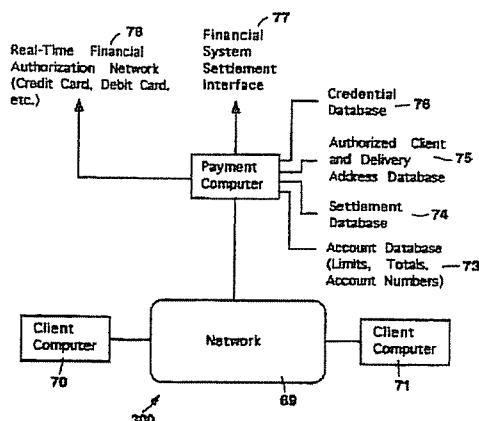 78
Real-Time Financial
Authorization Network
(Credit Card, Debit Card,
etc.)
77
Financial
System
Settlement
Interface
Credential
Database
76
Authorized Client
and Delivery
Address Database
75
Settlement
Database
74
Account Database
(Limits, Totals,
Account Numbers)
73
Payment
Computer
Client
Computer
70
Network
69
Client
Computer
71